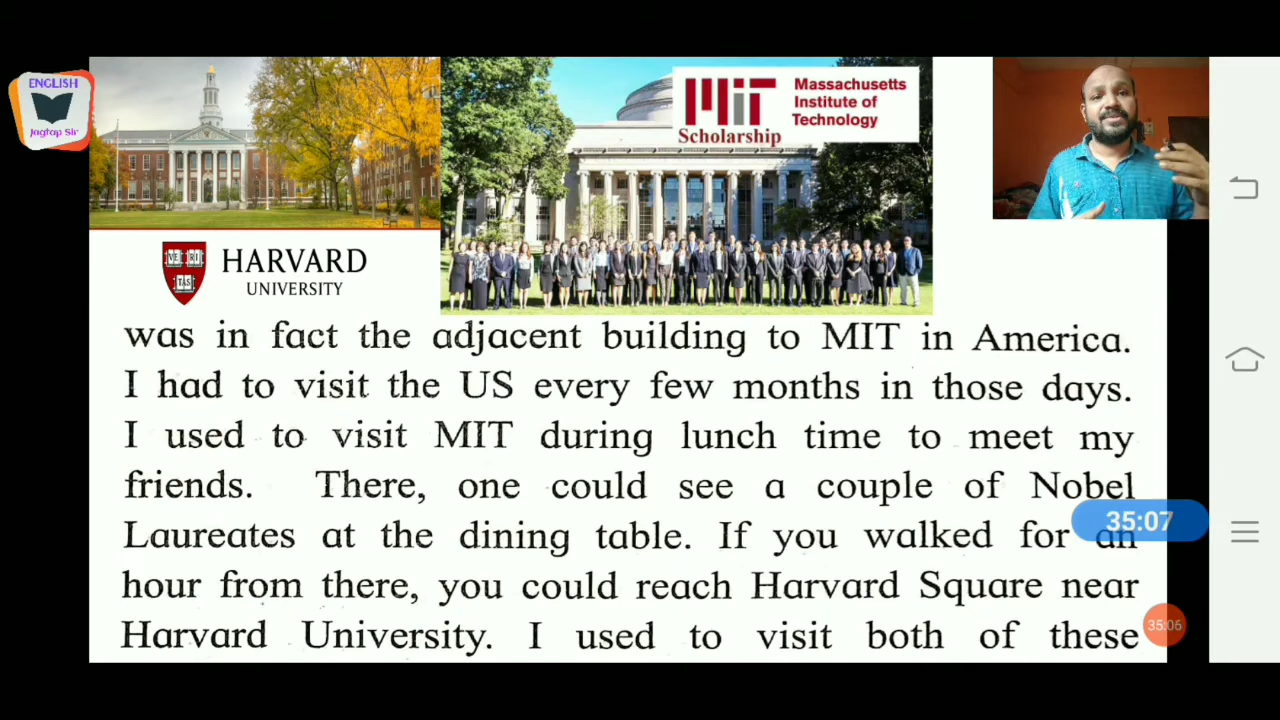 ENGLISH
Jagtap Sir
MIT
Massachusetts
Institute of
Technology
Scholarship
VE RI
TAS
HARVARD
UNIVERSITY
was in fact the adjacent building to MIT in America.
I had to visit the US every few months in those days.
I used to visit MIT during lunch time to meet my
friends. There, one could see a couple of Nobel
Laureates at the dining table. If you walked for an
hour from there, you could reach Harvard Square near
Harvard University. I used to visit both of these
35:07
35:06